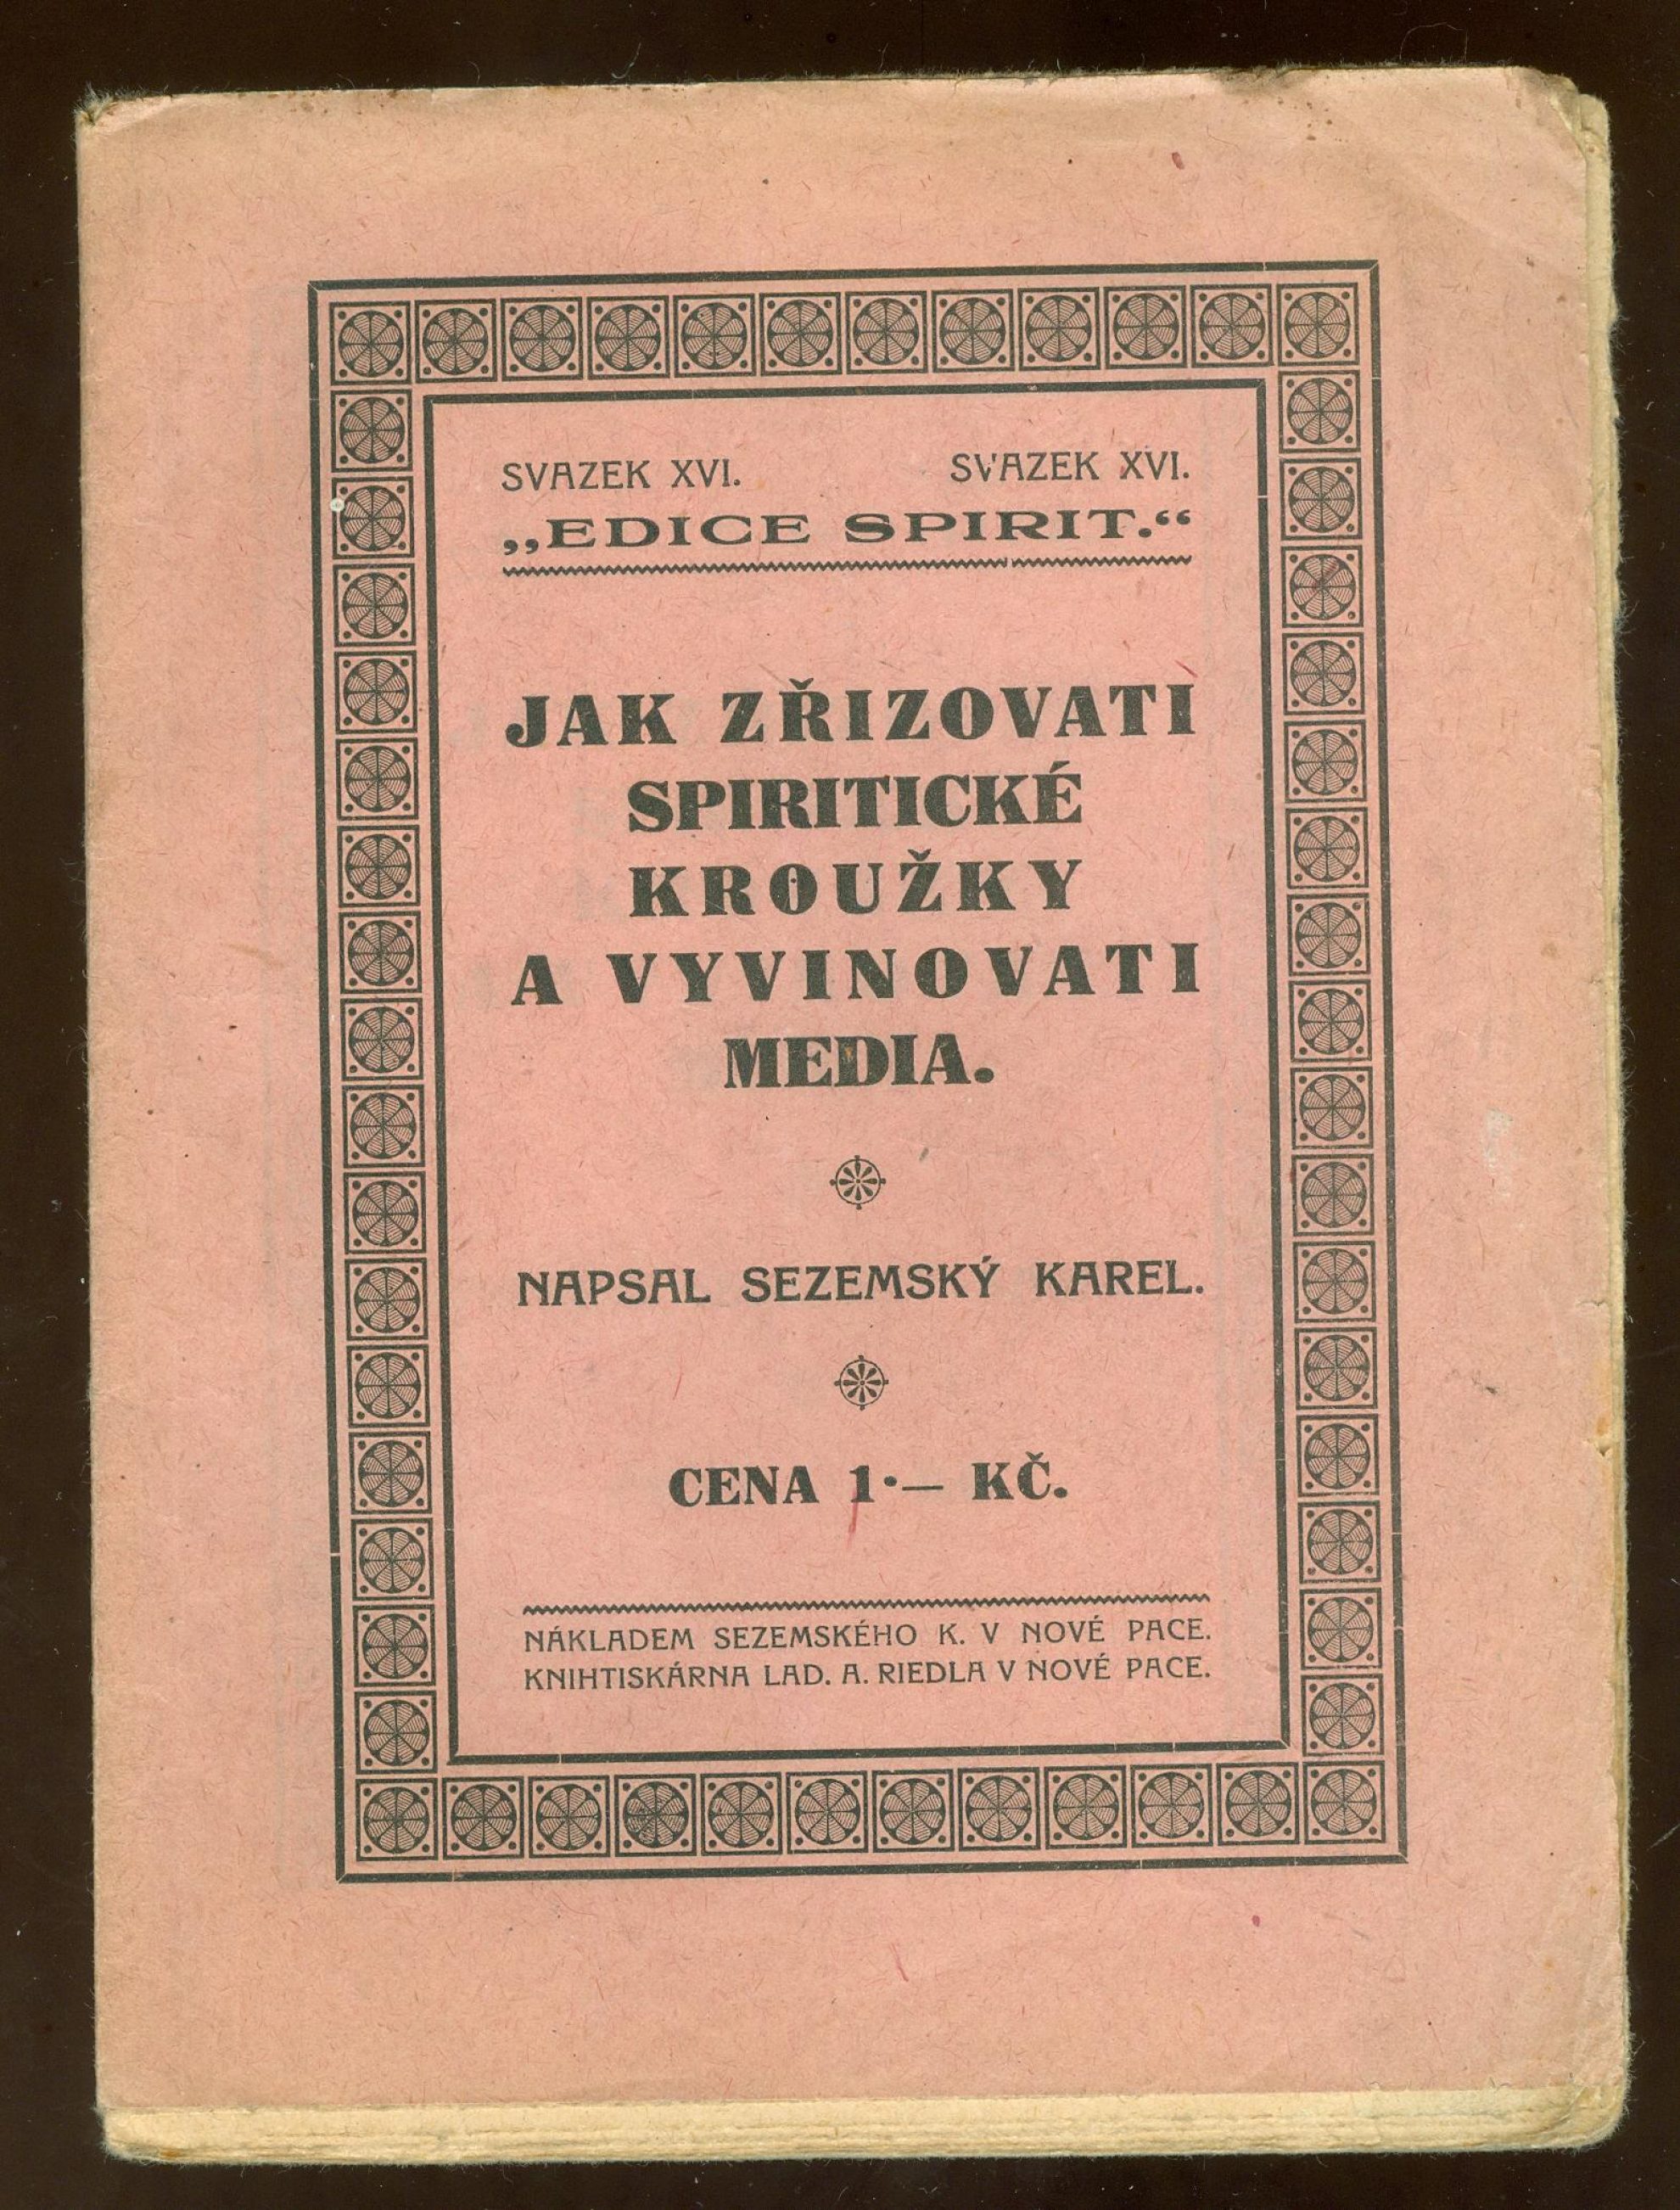 SVAZEK XVI. SVAZEK XVI.
„EDICE SPIRIT.“
JAK ZŘIZOVATI
SPIRITICKÉ
KROUŽKY
A VYVINOVATI
MEDIA.
NAPSAL SEZEMSKÝ KAREL.
CENA 1·— KČ.
NÁKLADEM SEZEMSKÉHO K. V NOVÉ PACE.
KNIHTISKÁRNA LAD. A. RIEDLA V NOVÉ PACE.